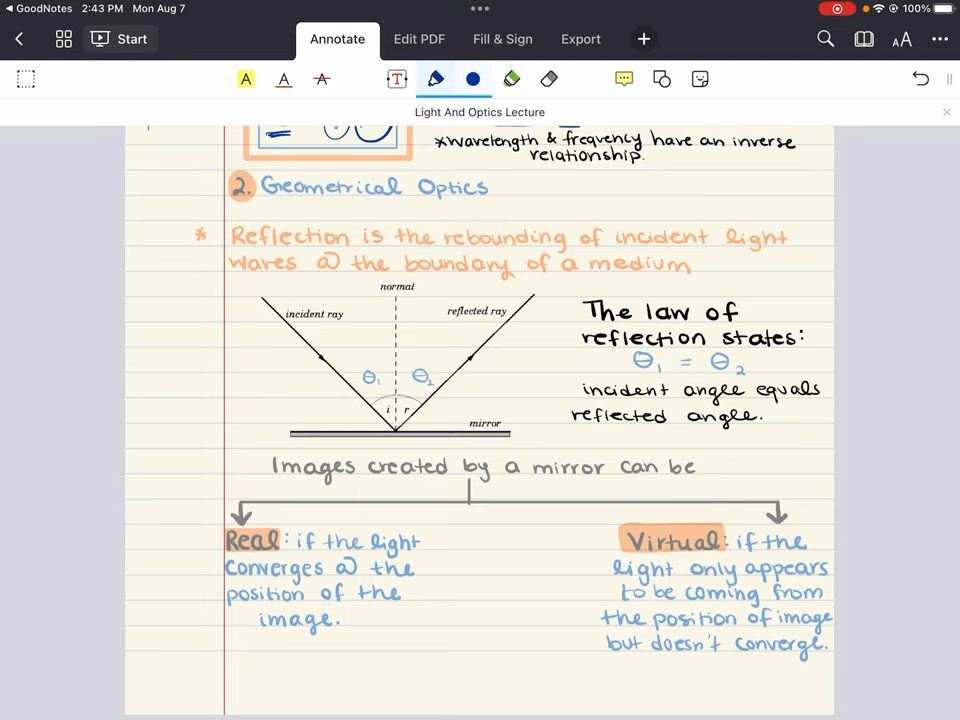 GoodNotes 2:43 PM Mon Aug 7 100%
Start Annotate Edit PDF Fill & Sign Export
Light And Optics Lecture
*wavelength & frequency have an inverse
relationship.
2. Geometrical Optics
* Reflection is the rebounding of incident light
waves @ the boundary of a medium
normal
incident ray
reflected ray
θ₁ θ₂
i r
mirror
The law of
reflection states:
θ₁ = θ₂
incident angle equals
reflected angle.
Images created by a mirror can be
Real: if the light
converges @ the
position of the
image.
Virtual: if the
light only appears
to be coming from
the position of image
but doesn't converge.